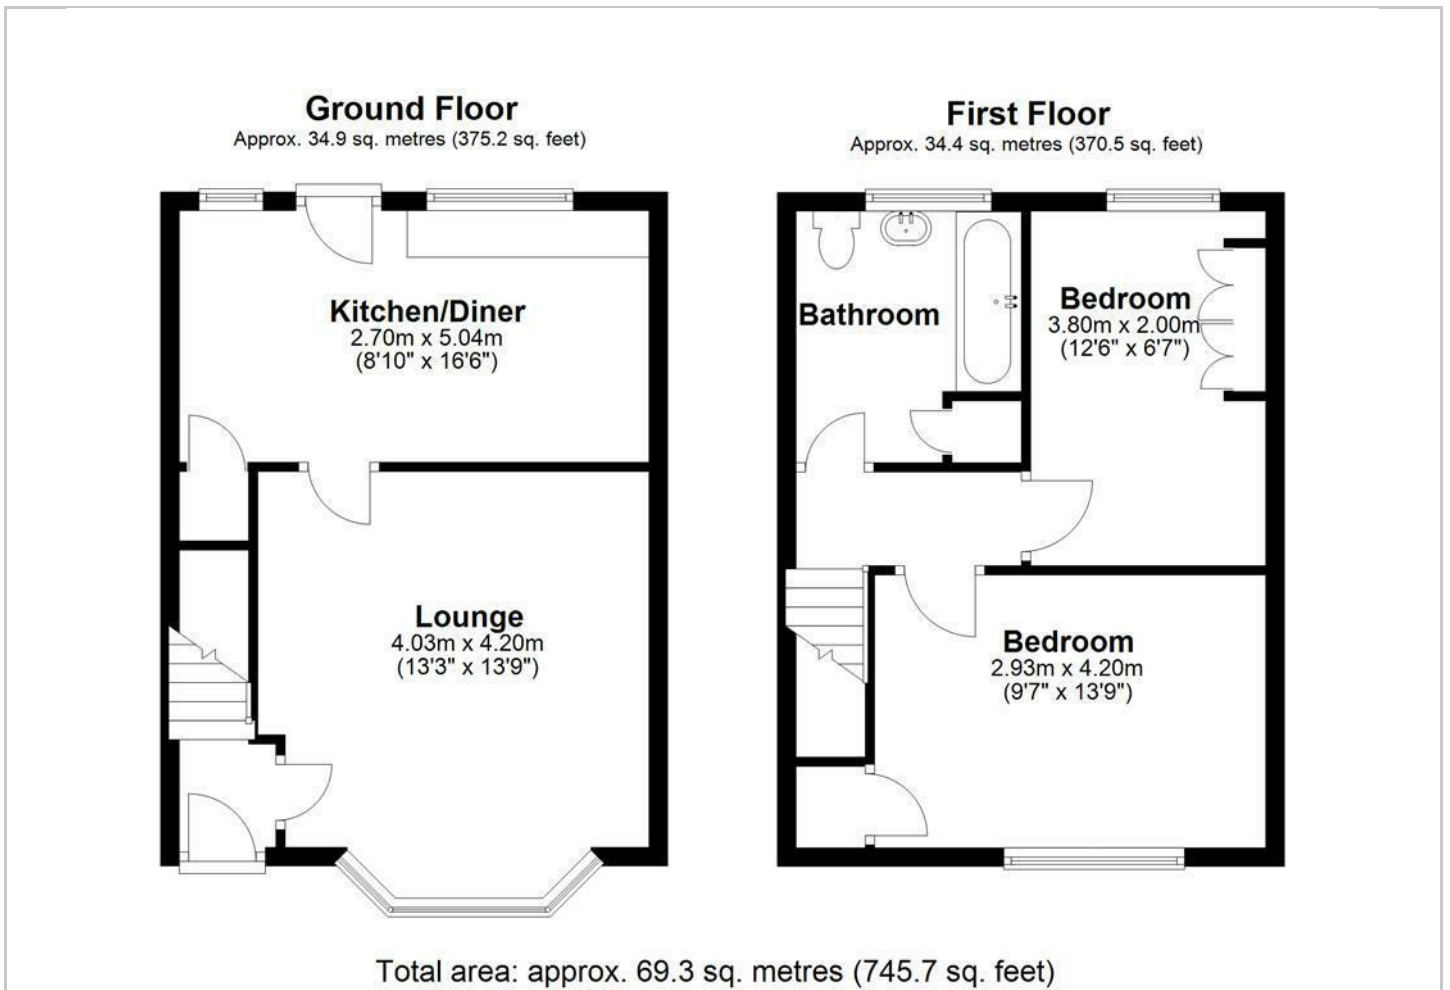 Ground Floor
Approx. 34.9 sq. metres (375.2 sq. feet)
Kitchen/Diner
2.70m x 5.04m
(8'10" x 16'6")
Lounge
4.03m x 4.20m
(13'3" x 13'9")
First Floor
Approx. 34.4 sq. metres (370.5 sq. feet)
Bathroom
Bedroom
3.80m x 2.00m
(12'6" x 6'7")
Bedroom
2.93m x 4.20m
(9'7" x 13'9")
Total area: approx. 69.3 sq. metres (745.7 sq. feet)